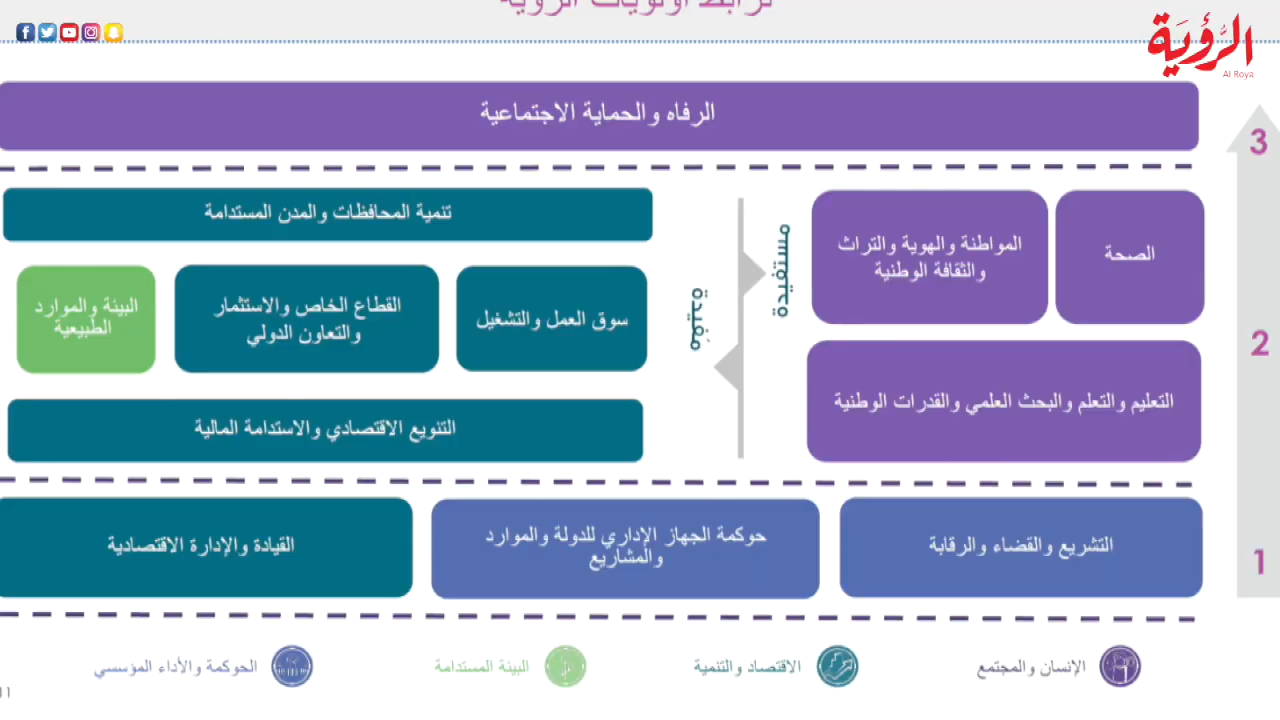 ترابط أولويات الرؤية
الرؤية
Al Roya
الرفاه والحماية الاجتماعية
3
تنمية المحافظات والمدن المستدامة
الصحة
المواطنة والهوية والتراث
والثقافة الوطنية
سوق العمل والتشغيل
القطاع الخاص والاستثمار
والتعاون الدولي
البيئة والموارد
الطبيعية
2
التعليم والتعلم والبحث العلمي والقدرات الوطنية
التنويع الاقتصادي والاستدامة المالية
التشريع والقضاء والرقابة
حوكمة الجهاز الإداري للدولة والموارد
والمشاريع
القيادة والإدارة الاقتصادية
1
الإنسان والمجتمع
الاقتصاد والتنمية
البيئة المستدامة
الحوكمة والأداء المؤسسي
11